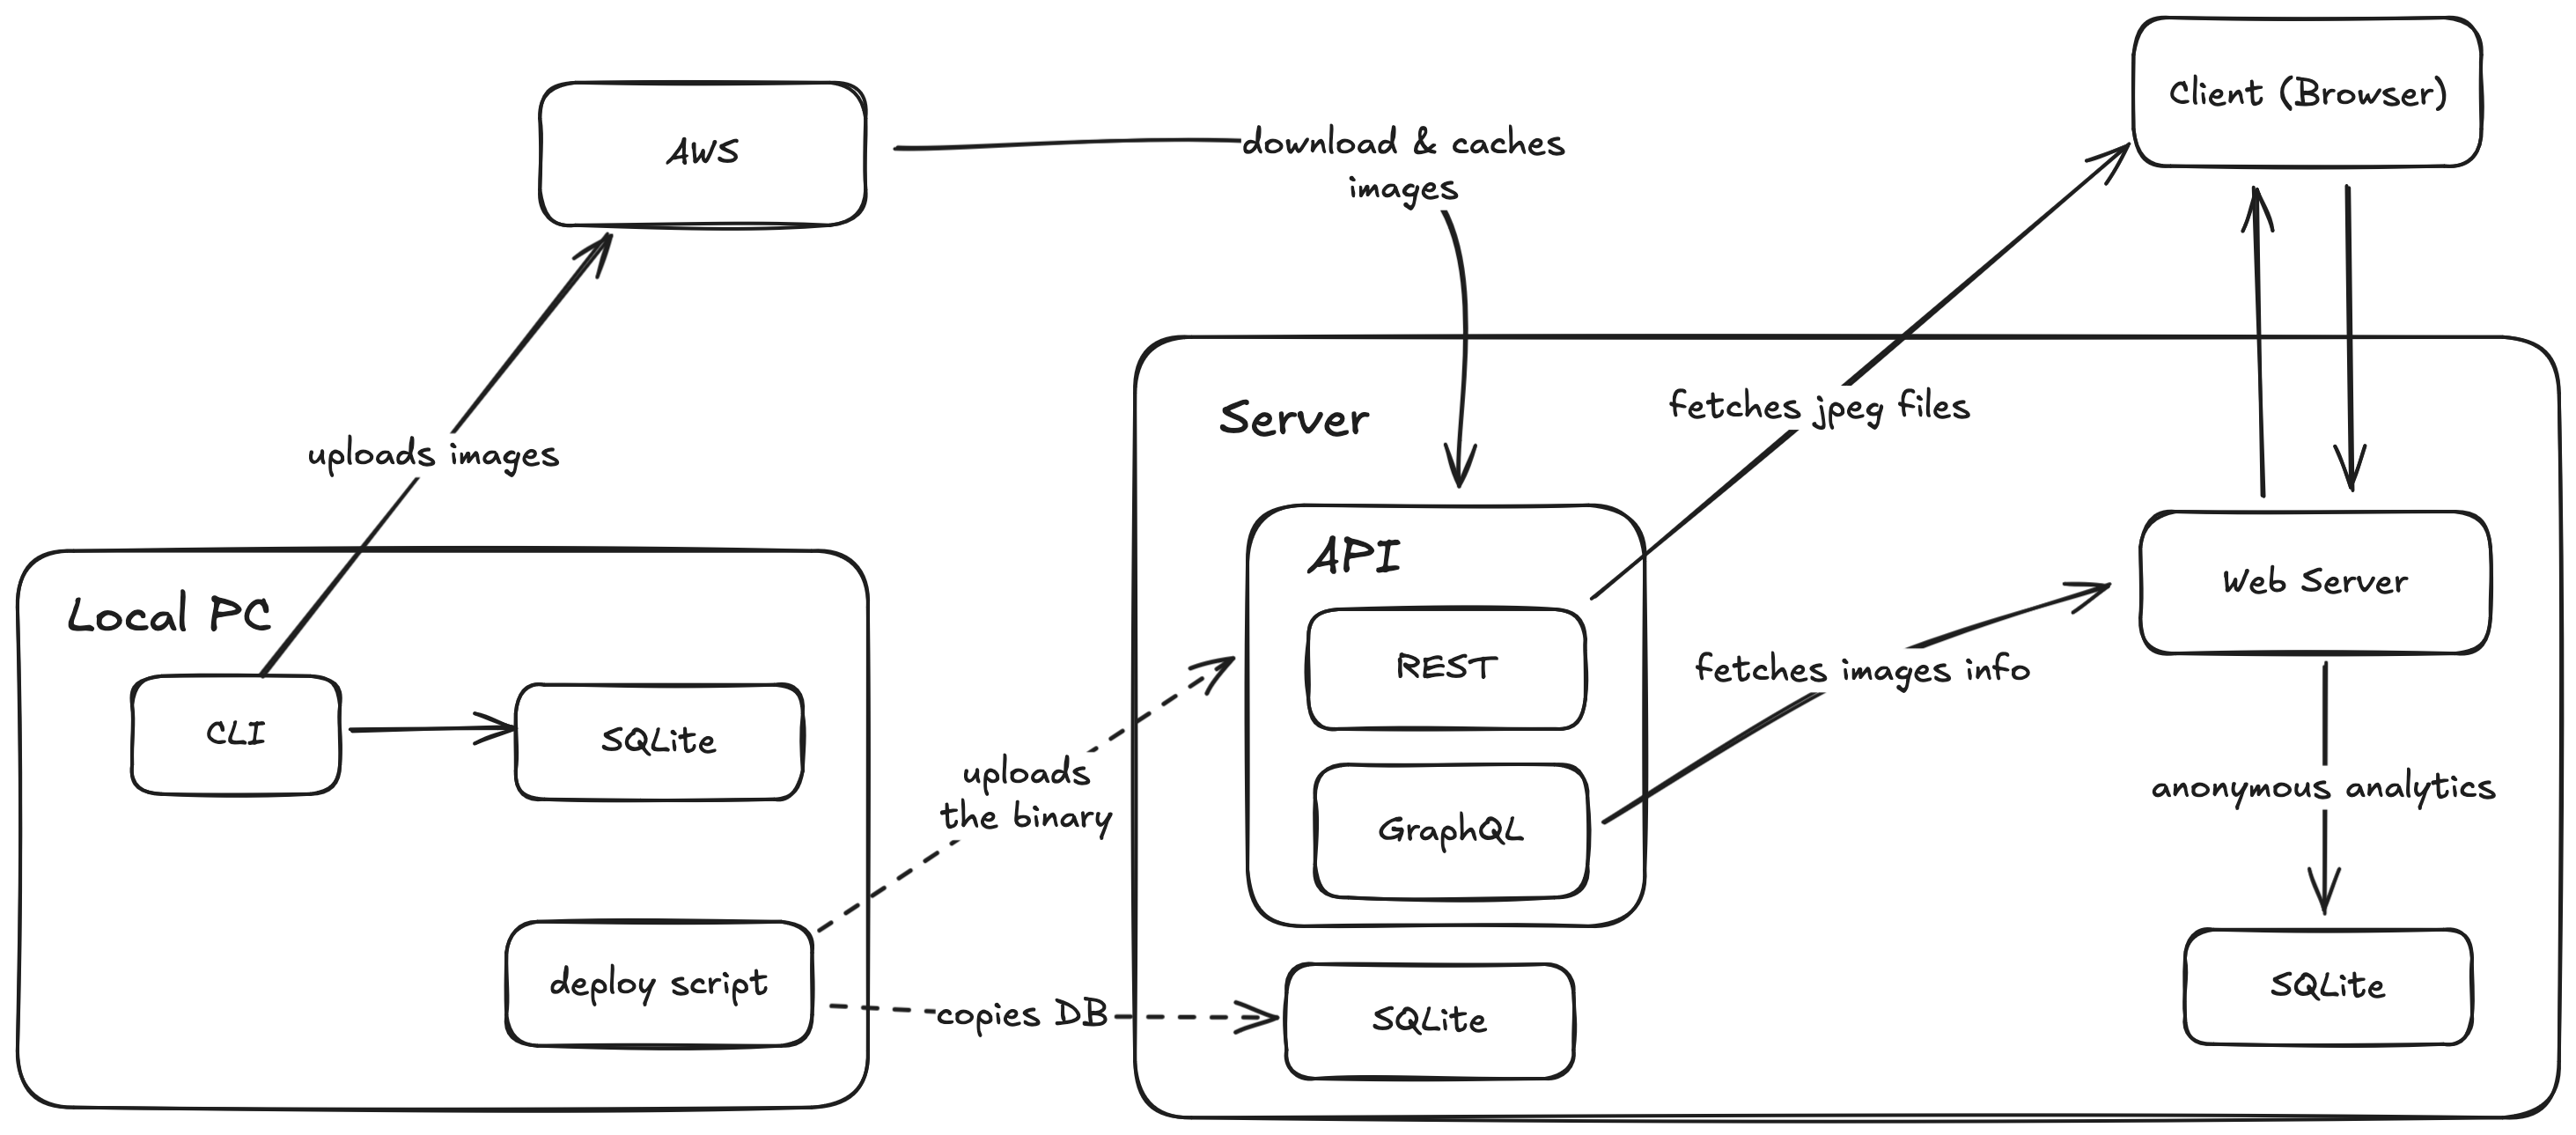 AWS
download & caches
images
Client (Browser)
uploads images
Local PC
CLI
SQLite
deploy script
uploads
the binary
copies DB
Server
API
REST
GraphQL
SQLite
fetches jpeg files
fetches images info
Web Server
anonymous analytics
SQLite